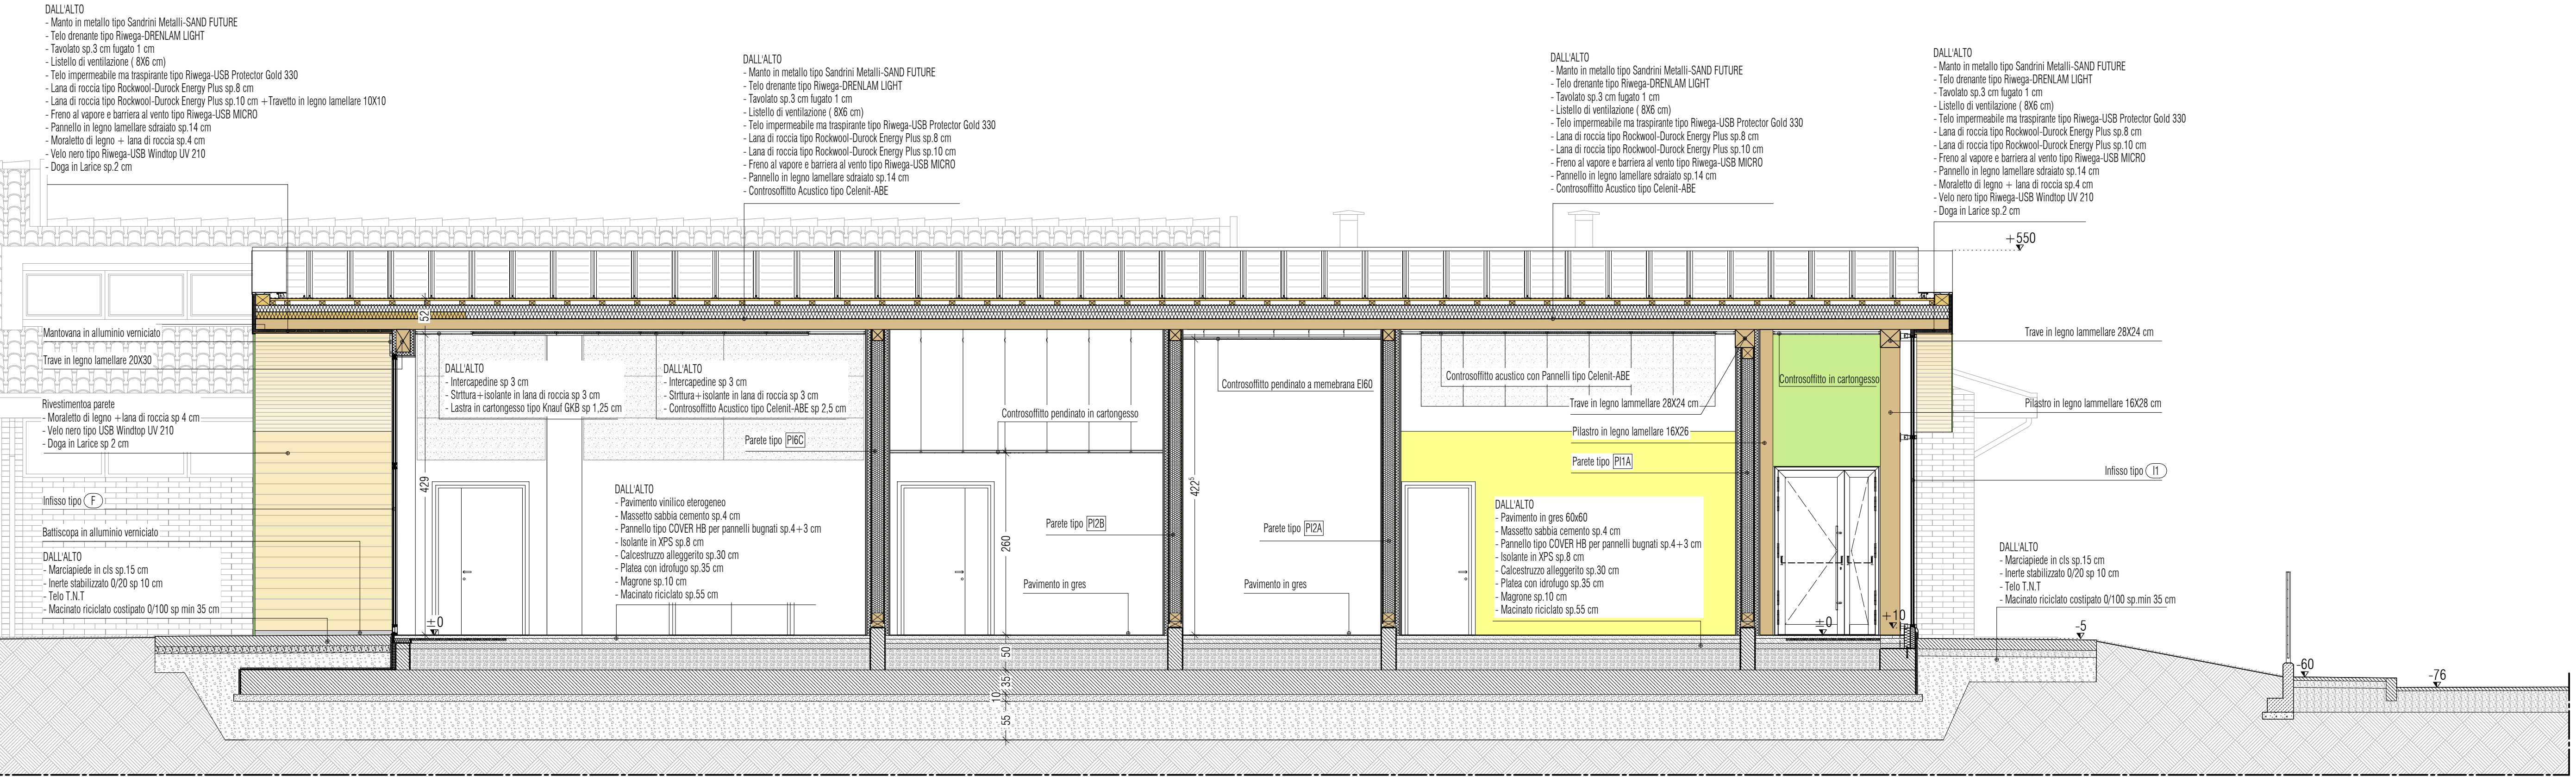 DALL'ALTO
- Manto in metallo tipo Sandrini Metalli-SAND FUTURE
- Telo drenante tipo Riwega-DRENLAM LIGHT
- Tavolato sp.3 cm fugato 1 cm
- Listello di ventilazione ( 8X6 cm)
- Telo impermeabile ma traspirante tipo Riwega-USB Protector Gold 330
- Lana di roccia tipo Rockwool-Durock Energy Plus sp.8 cm
- Lana di roccia tipo Rockwool-Durock Energy Plus sp.10 cm +Travetto in legno lamellare 10X10
- Freno al vapore e barriera al vento tipo Riwega-USB MICRO
- Pannello in legno lamellare sdraiato sp.14 cm
- Moraletto di legno + lana di roccia sp.4 cm
- Velo nero tipo Riwega-USB Windtop UV 210
- Doga in Larice sp.2 cm
DALL'ALTO
- Manto in metallo tipo Sandrini Metalli-SAND FUTURE
- Telo drenante tipo Riwega-DRENLAM LIGHT
- Tavolato sp.3 cm fugato 1 cm
- Listello di ventilazione ( 8X6 cm)
- Telo impermeabile ma traspirante tipo Riwega-USB Protector Gold 330
- Lana di roccia tipo Rockwool-Durock Energy Plus sp.8 cm
- Lana di roccia tipo Rockwool-Durock Energy Plus sp.10 cm
- Freno al vapore e barriera al vento tipo Riwega-USB MICRO
- Pannello in legno lamellare sdraiato sp.14 cm
- Controsoffitto Acustico tipo Celenit-ABE
DALL'ALTO
- Manto in metallo tipo Sandrini Metalli-SAND FUTURE
- Telo drenante tipo Riwega-DRENLAM LIGHT
- Tavolato sp.3 cm fugato 1 cm
- Listello di ventilazione ( 8X6 cm)
- Telo impermeabile ma traspirante tipo Riwega-USB Protector Gold 330
- Lana di roccia tipo Rockwool-Durock Energy Plus sp.8 cm
- Lana di roccia tipo Rockwool-Durock Energy Plus sp.10 cm
- Freno al vapore e barriera al vento tipo Riwega-USB MICRO
- Pannello in legno lamellare sdraiato sp.14 cm
- Controsoffitto Acustico tipo Celenit-ABE
DALL'ALTO
- Manto in metallo tipo Sandrini Metalli-SAND FUTURE
- Telo drenante tipo Riwega-DRENLAM LIGHT
- Tavolato sp.3 cm fugato 1 cm
- Listello di ventilazione ( 8X6 cm)
- Telo impermeabile ma traspirante tipo Riwega-USB Protector Gold 330
- Lana di roccia tipo Rockwool-Durock Energy Plus sp.8 cm
- Lana di roccia tipo Rockwool-Durock Energy Plus sp.10 cm
- Freno al vapore e barriera al vento tipo Riwega-USB MICRO
- Pannello in legno lamellare sdraiato sp.14 cm
- Moraletto di legno + lana di roccia sp.4 cm
- Velo nero tipo Riwega-USB Windtop UV 210
- Doga in Larice sp.2 cm
+550
Mantovana in alluminio verniciato
Trave in legno lamellare 20X30
Rivestimentoa parete
- Moraletto di legno +lana di roccia sp 4 cm
- Velo nero tipo USB Windtop UV 210
- Doga in Larice sp 2 cm
Infisso tipo F
Battiscopa in alluminio verniciato
DALL'ALTO
- Marciapiede in cls sp.15 cm
- Inerte stabilizzato 0/20 sp 10 cm
- Telo T.N.T
- Macinato riciclato costipato 0/100 sp min 35 cm
52
429
±0
DALL'ALTO
- Intercapedine sp 3 cm
- Strttura+isolante in lana di roccia sp 3 cm
- Lastra in cartongesso tipo Knauf GKB sp 1,25 cm
DALL'ALTO
- Intercapedine sp 3 cm
- Strttura+isolante in lana di roccia sp 3 cm
- Controsoffitto Acustico tipo Celenit-ABE sp 2,5 cm
Parete tipo PI6C
DALL'ALTO
- Pavimento vinilico eterogeneo
- Massetto sabbia cemento sp.4 cm
- Pannello tipo COVER HB per pannelli bugnati sp.4+3 cm
- Isolante in XPS sp.8 cm
- Calcestruzzo alleggerito sp.30 cm
- Platea con idrofugo sp.35 cm
- Magrone sp.10 cm
- Macinato riciclato sp.55 cm
Controsoffitto pendinato in cartongesso
260
Parete tipo PI2B
Pavimento in gres
50
35
10
55
Controsoffitto pendinato a memebrana EI60
422⁵
Parete tipo PI2A
Pavimento in gres
Controsoffitto acustico con Pannelli tipo Celenit-ABE
Trave in legno lammellare 28X24 cm
Pilastro in legno lamellare 16X26
Parete tipo PI1A
DALL'ALTO
- Pavimento in gres 60x60
- Massetto sabbia cemento sp.4 cm
- Pannello tipo COVER HB per pannelli bugnati sp.4+3 cm
- Isolante in XPS sp.8 cm
- Calcestruzzo alleggerito sp.30 cm
- Platea con idrofugo sp.35 cm
- Magrone sp.10 cm
- Macinato riciclato sp.55 cm
Controsoffitto in cartongesso
±0
+10
Trave in legno lammellare 28X24 cm
Pilastro in legno lammellare 16X28 cm
Infisso tipo I1
DALL'ALTO
- Marciapiede in cls sp.15 cm
- Inerte stabilizzato 0/20 sp 10 cm
- Telo T.N.T
- Macinato riciclato costipato 0/100 sp.min 35 cm
-5
-60
-76